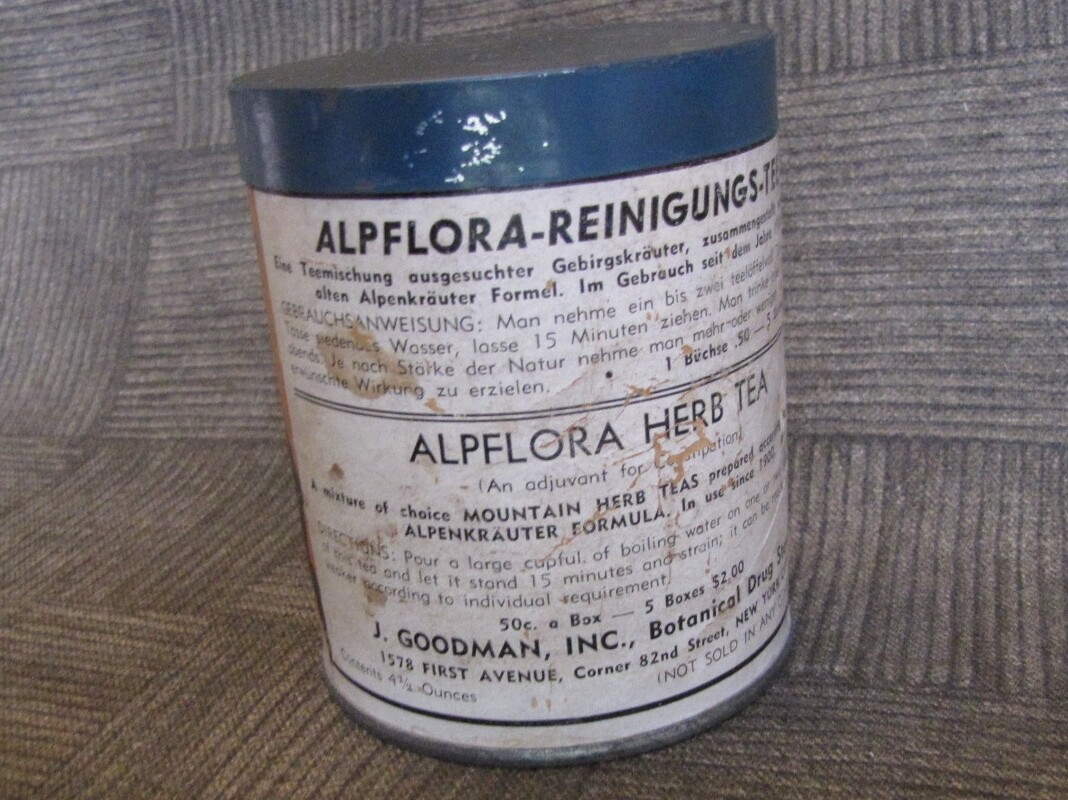 ALPFLORA-REINIGUNGS-TEE
Eine Teemischung ausgesuchter Gebirgskräuter, zusammengestellt
alten Alpenkräuter Formel. Im Gebrauch seit dem Jahre
GEBRAUCHSANWEISUNG: Man nehme ein bis zwei teelöffelvoll
Tasse siedendes Wasser, lasse 15 Minuten ziehen. Man trinke
abends. Je nach Stärke der Natur nehme man mehr oder weniger
erwünschte Wirkung zu erzielen. 1 Büchse .50 — 5
ALPFLORA HERB TEA
(An adjuvant for Constipation)
A mixture of choice MOUNTAIN HERB TEAS prepared
ALPENKRÄUTER FORMULA. In use since 1900.
DIRECTIONS: Pour a large cupful of boiling water on one or
of this tea and let it stand 15 minutes and strain; it can be
weaker according to individual requirement.
50c. a Box — 5 Boxes $2.00
J. GOODMAN, INC., Botanical Drug
1578 FIRST AVENUE, Corner 82nd Street, NEW YORK
Contents 4½ Ounces (NOT SOLD IN ANY